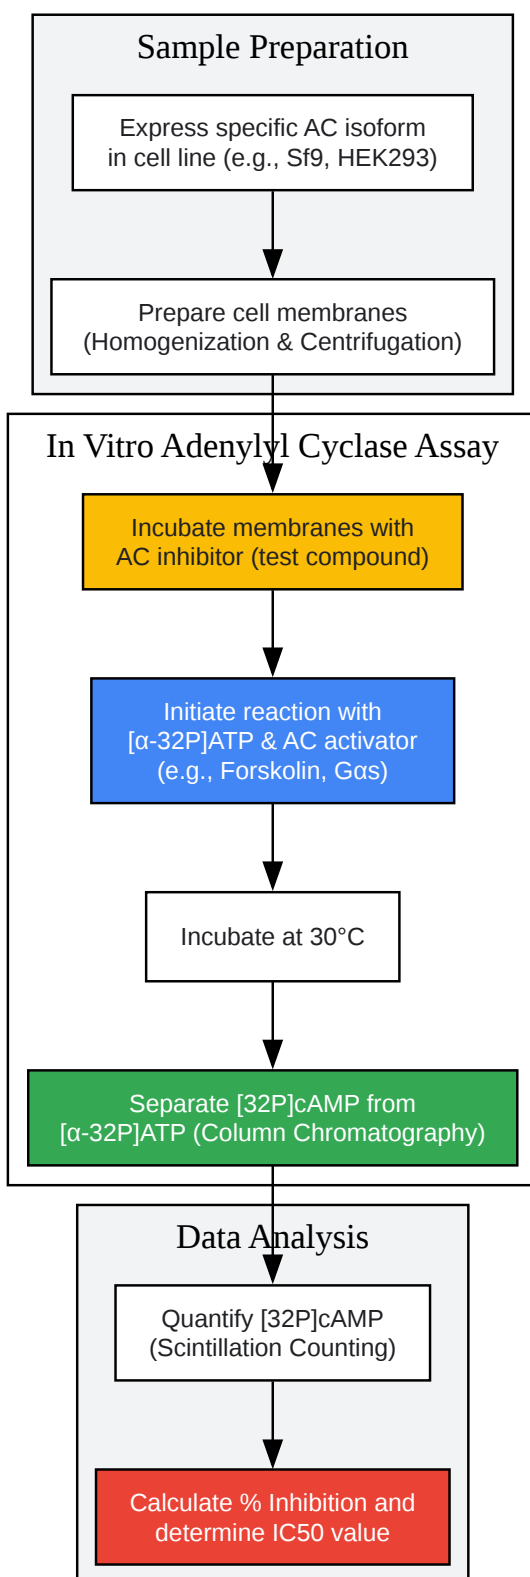 Sample Preparation
Express specific AC isoform
in cell line (e.g., Sf9, HEK293)
Prepare cell membranes
(Homogenization & Centrifugation)
In Vitro Adenylyl Cyclase Assay
Incubate membranes with
AC inhibitor (test compound)
Initiate reaction with
[α-32P]ATP & AC activator
(e.g., Forskolin, Gαs)
Incubate at 30°C
Separate [32P]cAMP from
[α-32P]ATP (Column Chromatography)
Data Analysis
Quantify [32P]cAMP
(Scintillation Counting)
Calculate % Inhibition and
determine IC50 value